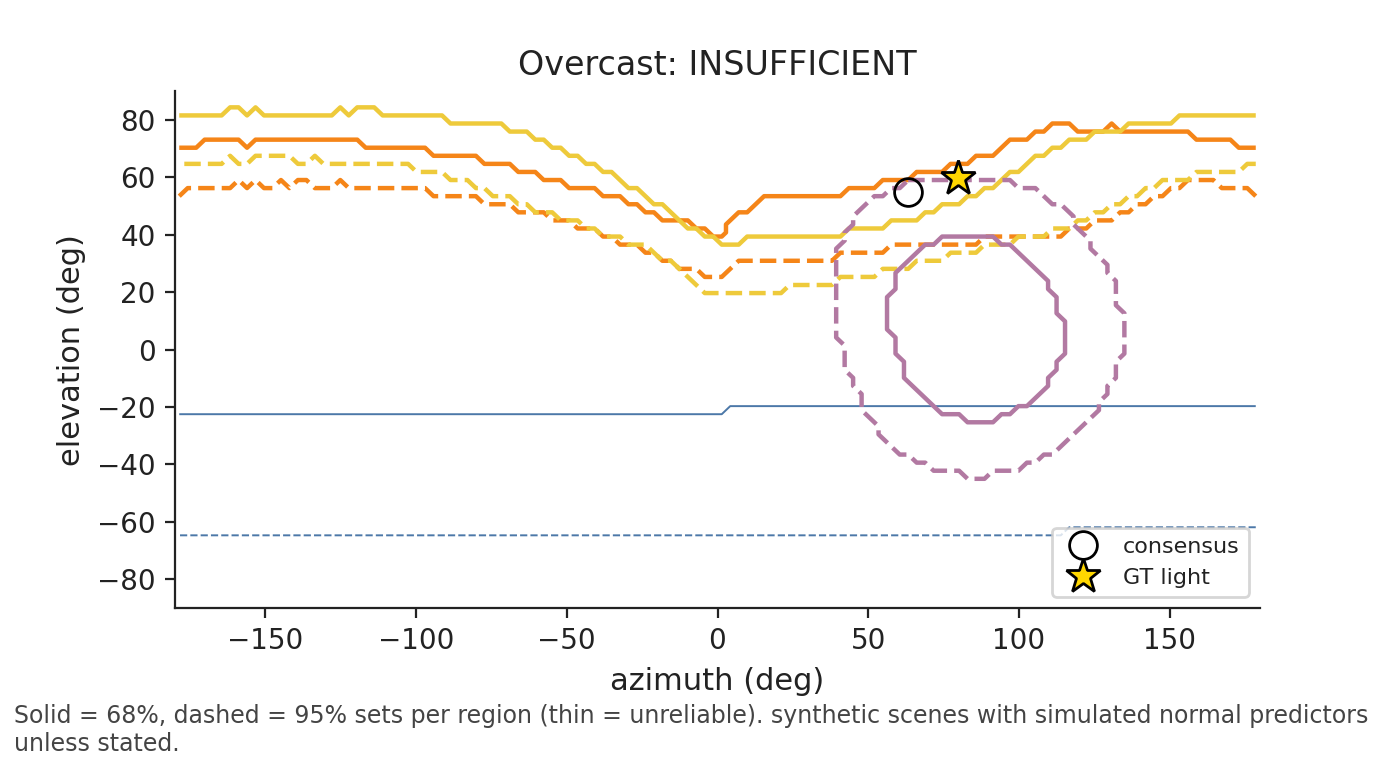 Overcast: INSUFFICIENT
80
60
40
20
0
−20
−40
−60
−80
elevation (deg)
consensus
GT light
−150
−100
−50
0
50
100
150
azimuth (deg)
Solid = 68%, dashed = 95% sets per region (thin = unreliable). synthetic scenes with simulated normal predictors
unless stated.